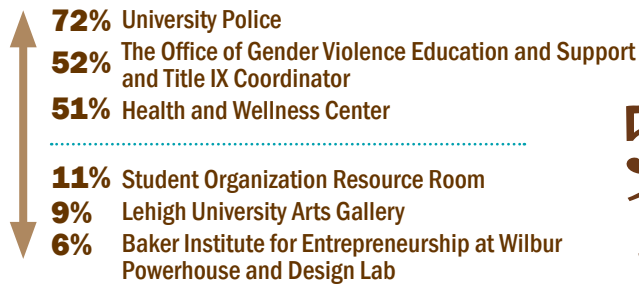 72% University Police
52% The Office of Gender Violence Education and Support
and Title IX Coordinator
51% Health and Wellness Center
11% Student Organization Resource Room
9% Lehigh University Arts Gallery
6% Baker Institute for Entrepreneurship at Wilbur
Powerhouse and Design Lab